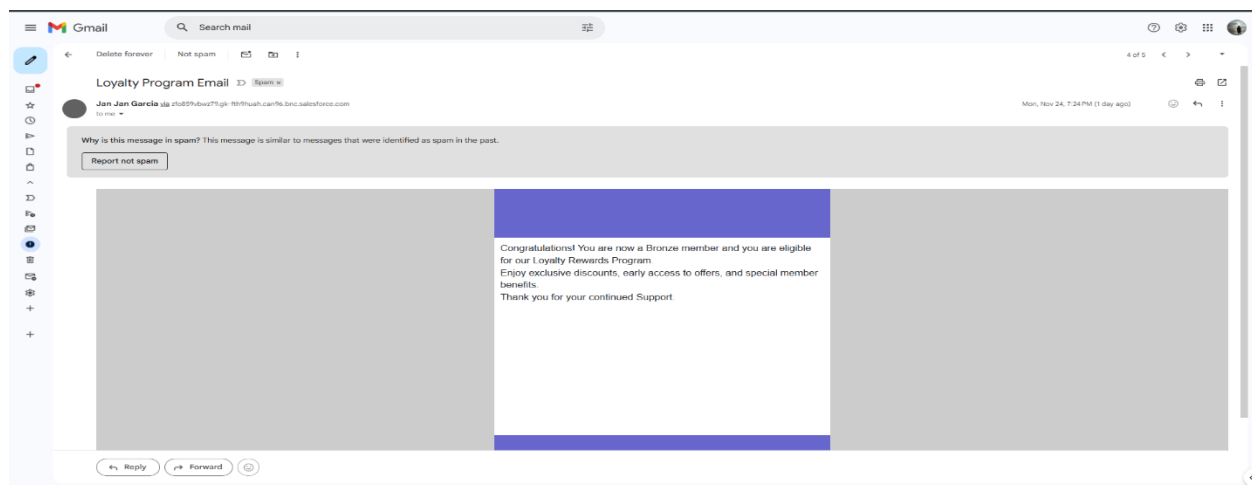 Gmail
Search mail
Delete forever Not spam
4 of 5
Loyalty Program Email Spam x
Jan Jan Garcia via
Mon, Nov 24, 7:24 PM (1 day ago)
to me
Why is this message in spam? This message is similar to messages that were identified as spam in the past.
Report not spam
Congratulations! You are now a Bronze member and you are eligible
for our Loyalty Rewards Program.
Enjoy exclusive discounts, early access to offers, and special member
benefits.
Thank you for your continued Support.
Reply Forward